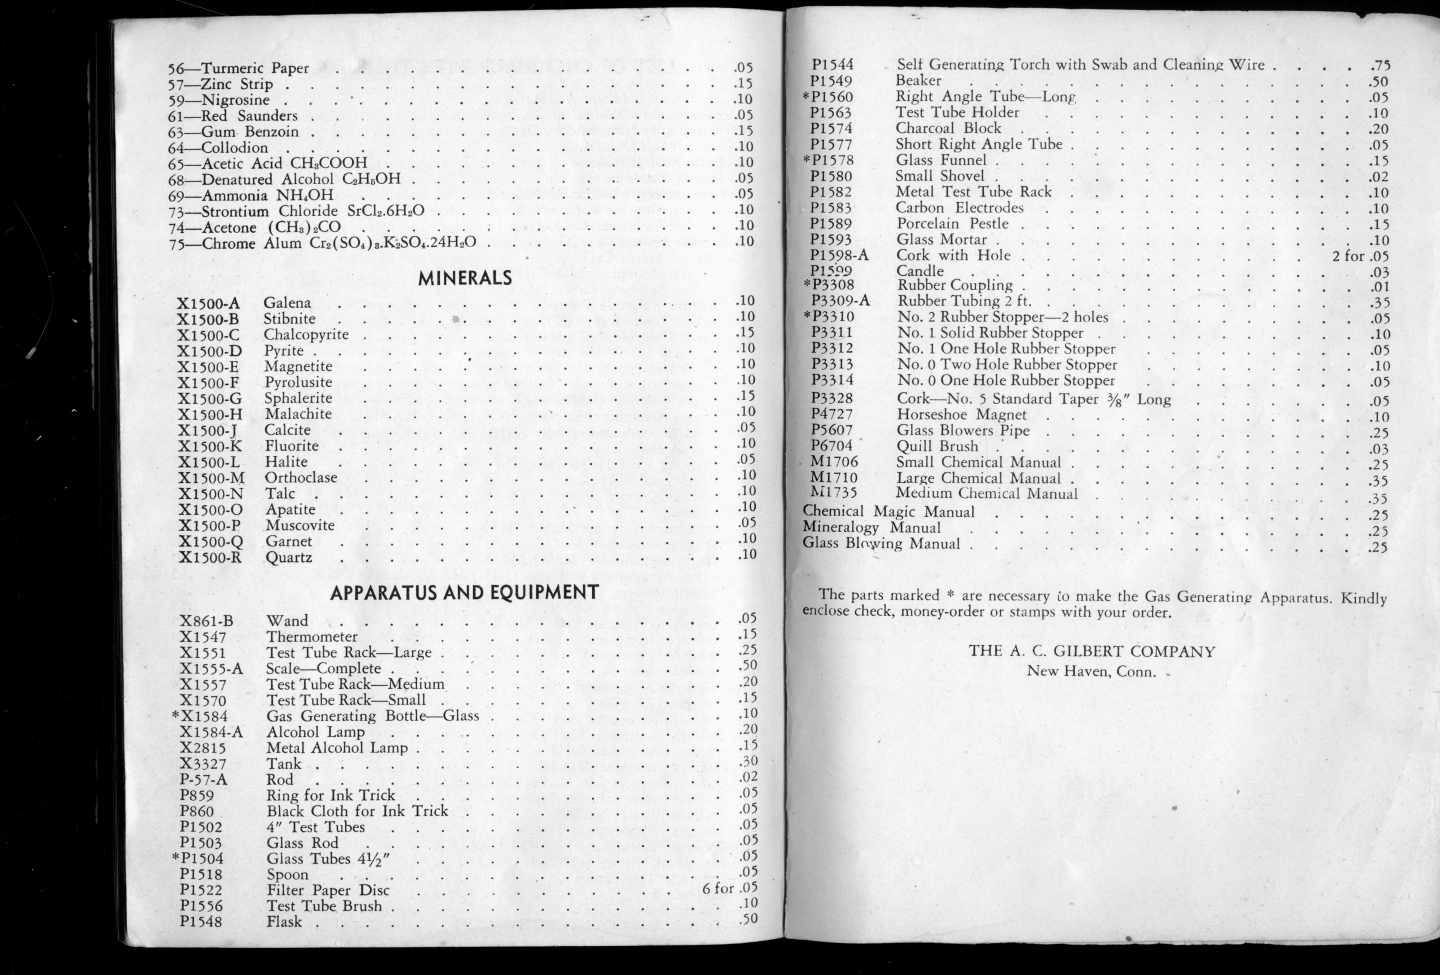 56—Turmeric Paper . . . . . . . . . . . . . . . . .05
57—Zinc Strip . . . . . . . . . . . . . . . . . .15
59—Nigrosine . . . . . . . . . . . . . . . . . .10
61—Red Saunders . . . . . . . . . . . . . . . . .05
63—Gum Benzoin . . . . . . . . . . . . . . . . .15
64—Collodion . . . . . . . . . . . . . . . . . .10
65—Acetic Acid CH₃COOH . . . . . . . . . . . . . . .10
68—Denatured Alcohol C₂H₅OH . . . . . . . . . . . . . .05
69—Ammonia NH₄OH . . . . . . . . . . . . . . . .05
73—Strontium Chloride SrCl₂.6H₂O . . . . . . . . . . . . .10
74—Acetone (CH₃)₂CO . . . . . . . . . . . . . . . .10
75—Chrome Alum Cr₂(SO₄)₃.K₂SO₄.24H₂O . . . . . . . . . . .10
MINERALS
X1500-A Galena . . . . . . . . . . . . . . . . .10
X1500-B Stibnite . . . . . . . . . . . . . . . . .10
X1500-C Chalcopyrite . . . . . . . . . . . . . . . .15
X1500-D Pyrite . . . . . . . . . . . . . . . . . .10
X1500-E Magnetite . . . . . . . . . . . . . . . .10
X1500-F Pyrolusite . . . . . . . . . . . . . . . .10
X1500-G Sphalerite . . . . . . . . . . . . . . . .15
X1500-H Malachite . . . . . . . . . . . . . . . .10
X1500-J Calcite . . . . . . . . . . . . . . . . .05
X1500-K Fluorite . . . . . . . . . . . . . . . . .10
X1500-L Halite . . . . . . . . . . . . . . . . .05
X1500-M Orthoclase . . . . . . . . . . . . . . . .10
X1500-N Talc . . . . . . . . . . . . . . . . . .10
X1500-O Apatite . . . . . . . . . . . . . . . . .10
X1500-P Muscovite . . . . . . . . . . . . . . . .05
X1500-Q Garnet . . . . . . . . . . . . . . . . .10
X1500-R Quartz . . . . . . . . . . . . . . . . .10
APPARATUS AND EQUIPMENT
X861-B Wand . . . . . . . . . . . . . . . . .05
X1547 Thermometer . . . . . . . . . . . . . . .15
X1551 Test Tube Rack—Large . . . . . . . . . . . . .25
X1555-A Scale—Complete . . . . . . . . . . . . . . .50
X1557 Test Tube Rack—Medium . . . . . . . . . . . . .20
X1570 Test Tube Rack—Small . . . . . . . . . . . . .15
*X1584 Gas Generating Bottle—Glass . . . . . . . . . . .10
X1584-A Alcohol Lamp . . . . . . . . . . . . . . .20
X2815 Metal Alcohol Lamp . . . . . . . . . . . . . .15
X3327 Tank . . . . . . . . . . . . . . . . . .30
P-57-A Rod . . . . . . . . . . . . . . . . . .02
P859 Ring for Ink Trick . . . . . . . . . . . . . .05
P860 Black Cloth for Ink Trick . . . . . . . . . . . .05
P1502 4″ Test Tubes . . . . . . . . . . . . . . .05
P1503 Glass Rod . . . . . . . . . . . . . . . .05
*P1504 Glass Tubes 4½″ . . . . . . . . . . . . . .05
P1518 Spoon . . . . . . . . . . . . . . . . .05
P1522 Filter Paper Disc . . . . . . . . . . . . 6 for .05
P1556 Test Tube Brush . . . . . . . . . . . . . . .10
P1548 Flask . . . . . . . . . . . . . . . . . .50
P1544 Self Generating Torch with Swab and Cleaning Wire . . . . .75
P1549 Beaker . . . . . . . . . . . . . . . . .50
*P1560 Right Angle Tube—Long . . . . . . . . . . . .05
P1563 Test Tube Holder . . . . . . . . . . . . . .10
P1574 Charcoal Block . . . . . . . . . . . . . . .20
P1577 Short Right Angle Tube . . . . . . . . . . . . .05
*P1578 Glass Funnel . . . . . . . . . . . . . . . .15
P1580 Small Shovel . . . . . . . . . . . . . . . .02
P1582 Metal Test Tube Rack . . . . . . . . . . . . .10
P1583 Carbon Electrodes . . . . . . . . . . . . . .10
P1589 Porcelain Pestle . . . . . . . . . . . . . . .15
P1593 Glass Mortar . . . . . . . . . . . . . . . .10
P1598-A Cork with Hole . . . . . . . . . . . . 2 for .05
P1599 Candle . . . . . . . . . . . . . . . . .03
*P3308 Rubber Coupling . . . . . . . . . . . . . . .01
P3309-A Rubber Tubing 2 ft. . . . . . . . . . . . . . .35
*P3310 No. 2 Rubber Stopper—2 holes . . . . . . . . . . .05
P3311 No. 1 Solid Rubber Stopper . . . . . . . . . . . .10
P3312 No. 1 One Hole Rubber Stopper . . . . . . . . . .05
P3313 No. 0 Two Hole Rubber Stopper . . . . . . . . . .10
P3314 No. 0 One Hole Rubber Stopper . . . . . . . . . .05
P3328 Cork—No. 5 Standard Taper ⅜″ Long . . . . . . . .05
P4727 Horseshoe Magnet . . . . . . . . . . . . . .10
P5607 Glass Blowers Pipe . . . . . . . . . . . . . .25
P6704 Quill Brush . . . . . . . . . . . . . . . .03
M1706 Small Chemical Manual . . . . . . . . . . . . .25
M1710 Large Chemical Manual . . . . . . . . . . . . .35
M1735 Medium Chemical Manual . . . . . . . . . . . .35
Chemical Magic Manual . . . . . . . . . . . . . . . .25
Mineralogy Manual . . . . . . . . . . . . . . . . .25
Glass Blowing Manual . . . . . . . . . . . . . . . . .25
The parts marked * are necessary to make the Gas Generating Apparatus. Kindly
enclose check, money-order or stamps with your order.
THE A. C. GILBERT COMPANY
New Haven, Conn.